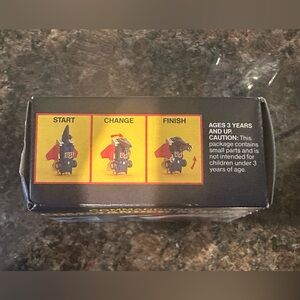 START
CHANGE
FINISH
AGES 3 YEARS
AND UP.
CAUTION: This
package contains
small parts and is
not intended for
children under 3
years of age.